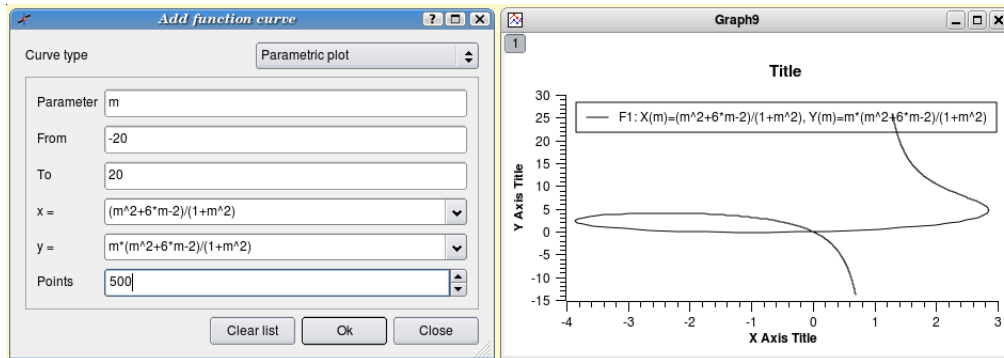 Add function curve
Curve type
Parametric plot
Parameter m
From -20
To 20
x = (m^2+6*m-2)/(1+m^2)
y = m*(m^2+6*m-2)/(1+m^2)
Points 500
Clear list Ok Close
Graph9
1
Title
F1: X(m)=(m^2+6*m-2)/(1+m^2), Y(m)=m*(m^2+6*m-2)/(1+m^2)
Y Axis Title
30
25
20
15
10
5
0
-5
-10
-15
-4 -3 -2 -1 0 1 2 3
X Axis Title